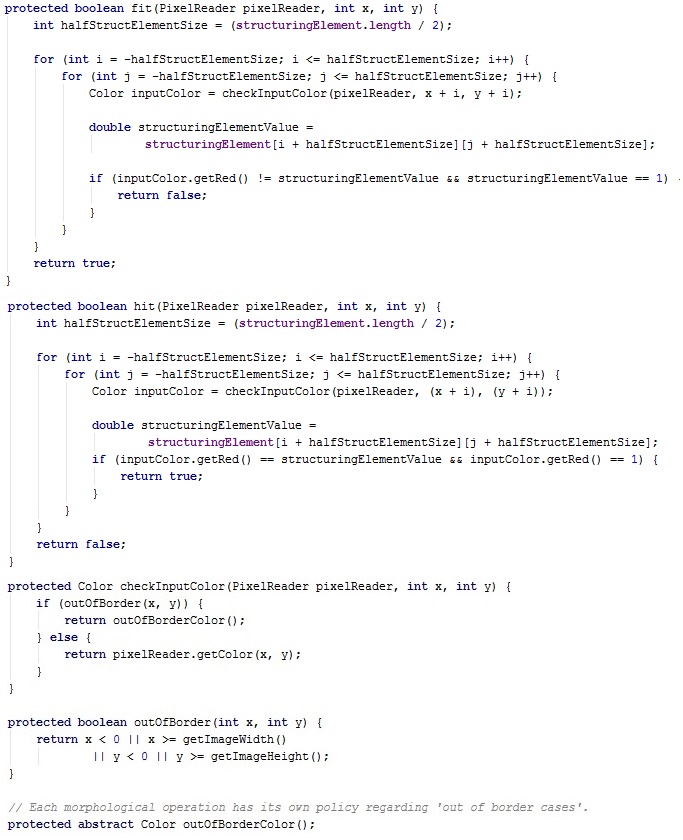 protected boolean fit(PixelReader pixelReader, int x, int y) {
    int halfStructElementSize = (structuringElement.length / 2);

    for (int i = -halfStructElementSize; i <= halfStructElementSize; i++) {
        for (int j = -halfStructElementSize; j <= halfStructElementSize; j++) {
            Color inputColor = checkInputColor(pixelReader, x + i, y + i);

            double structuringElementValue =
                    structuringElement[i + halfStructElementSize][j + halfStructElementSize];

            if (inputColor.getRed() != structuringElementValue && structuringElementValue == 1)
                return false;
            }
        }
    }
    return true;
}
protected boolean hit(PixelReader pixelReader, int x, int y) {
    int halfStructElementSize = (structuringElement.length / 2);

    for (int i = -halfStructElementSize; i <= halfStructElementSize; i++) {
        for (int j = -halfStructElementSize; j <= halfStructElementSize; j++) {
            Color inputColor = checkInputColor(pixelReader, (x + i), (y + i));

            double structuringElementValue =
                    structuringElement[i + halfStructElementSize][j + halfStructElementSize];
            if (inputColor.getRed() == structuringElementValue && inputColor.getRed() == 1) {
                return true;
            }
        }
    }
    return false;
}
protected Color checkInputColor(PixelReader pixelReader, int x, int y) {
    if (outOfBorder(x, y)) {
        return outOfBorderColor();
    } else {
        return pixelReader.getColor(x, y);
    }
}

protected boolean outOfBorder(int x, int y) {
    return x < 0 || x >= getImageWidth()
            || y < 0 || y >= getImageHeight();
}

// Each morphological operation has its own policy regarding 'out of border cases'.
protected abstract Color outOfBorderColor();